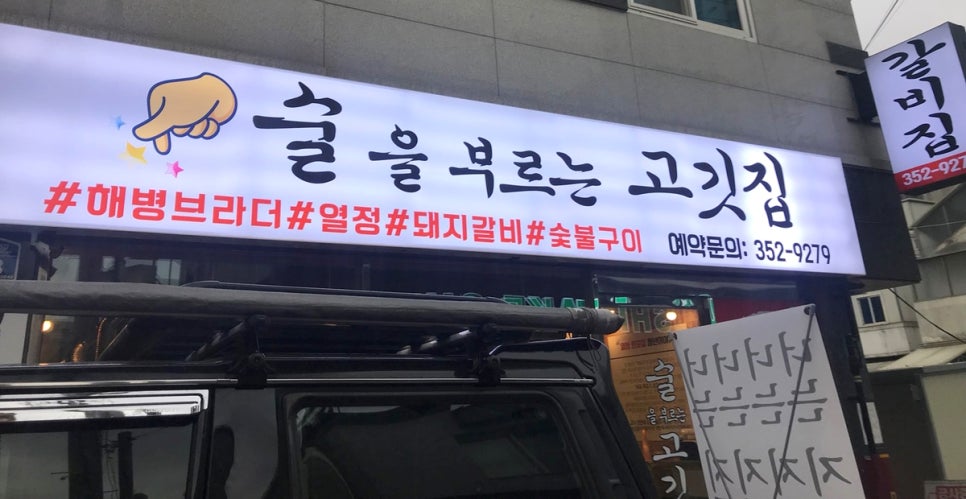 술을 부르는 고깃집
#해병브라더#열정#돼지갈비#숯불구이
예약문의: 352-9279
갈비집
352-927
술
을부르는
고깃